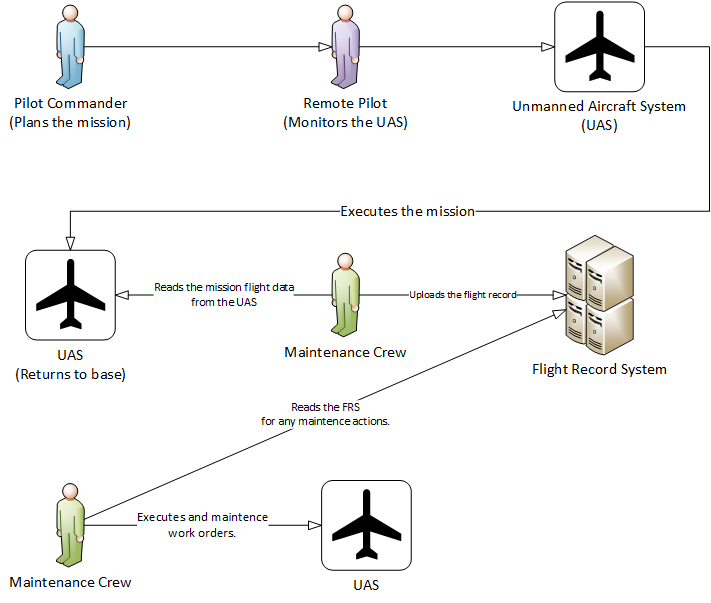 Pilot Commander
(Plans the mission)
Remote Pilot
(Monitors the UAS)
Unmanned Aircraft System
(UAS)
Executes the mission
Reads the mission flight data
from the UAS
Uploads the flight record
UAS
(Returns to base)
Maintenance Crew
Flight Record System
Reads the FRS
for any maintence actions.
Executes and maintence
work orders.
Maintenance Crew
UAS